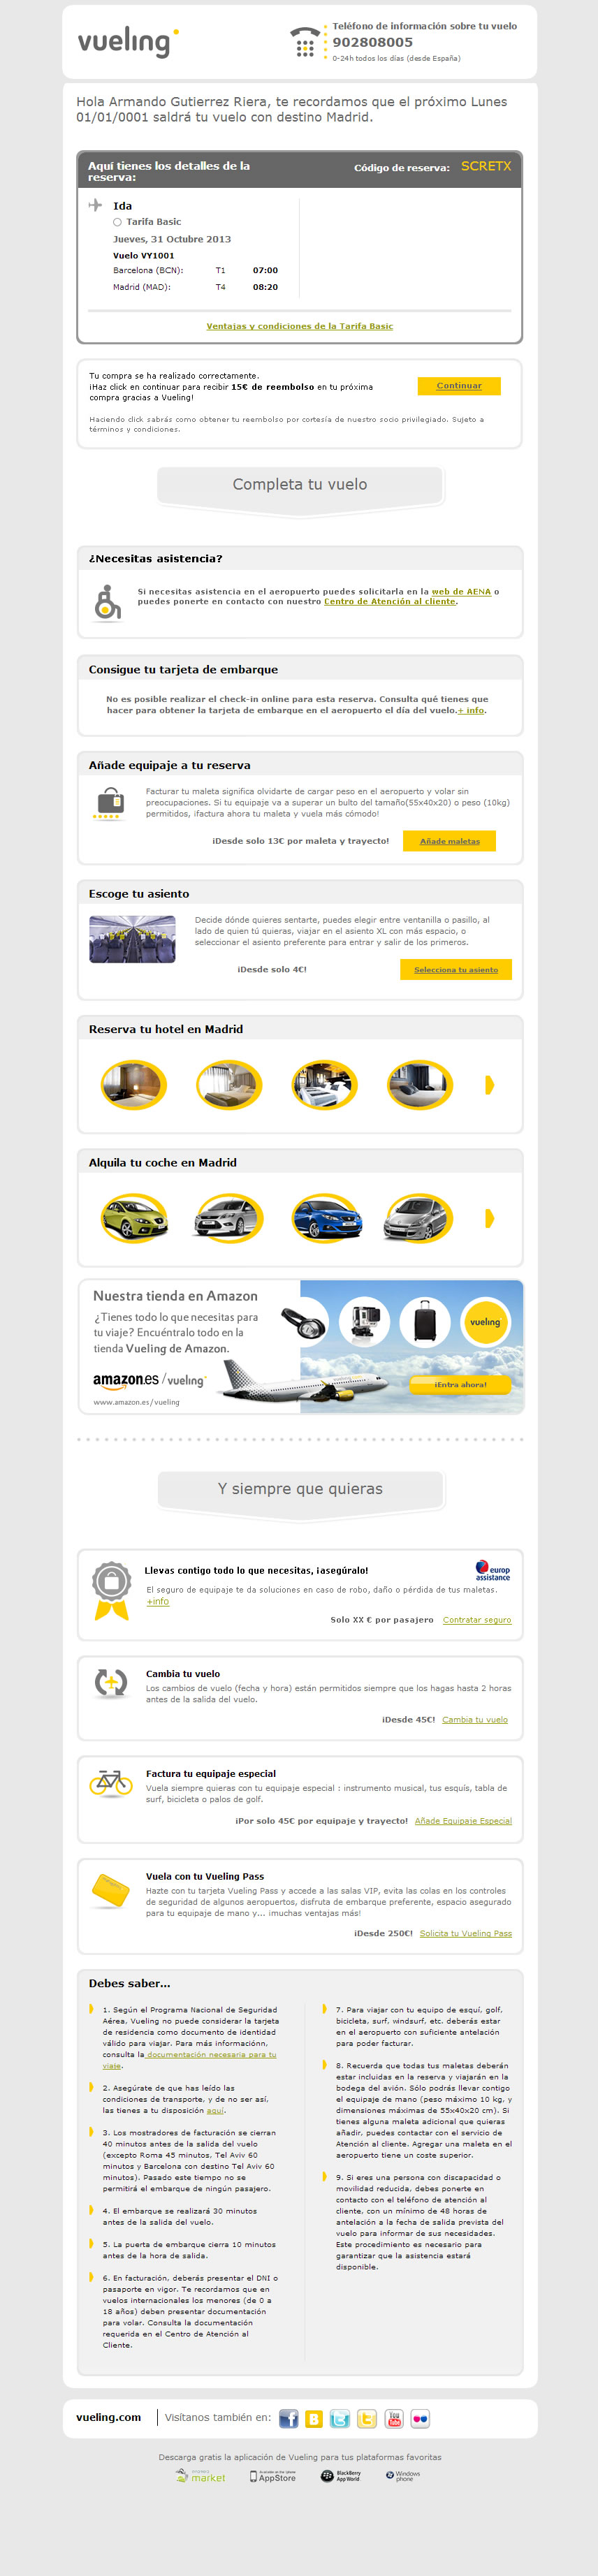 vueling
Teléfono de información sobre tu vuelo
902808005
0-24h todos los días (desde España)
Hola Armando Gutierrez Riera, te recordamos que el próximo Lunes
01/01/0001 saldrá tu vuelo con destino Madrid.
Aquí tienes los detalles de la
reserva:
Código de reserva: SCRETX
Ida
Tarifa Basic
Jueves, 31 Octubre 2013
Vuelo VY1001
Barcelona (BCN): T1 07:00
Madrid (MAD): T4 08:20
Ventajas y condiciones de la Tarifa Basic
Tu compra se ha realizado correctamente.
¡Haz click en continuar para recibir 15€ de reembolso en tu próxima
compra gracias a Vueling!
Continuar
Haciendo click sabrás como obtener tu reembolso por cortesía de nuestro socio privilegiado. Sujeto a
términos y condiciones.
Completa tu vuelo
¿Necesitas asistencia?
Si necesitas asistencia en el aeropuerto puedes solicitarla en la web de AENA o
puedes ponerte en contacto con nuestro Centro de Atención al cliente.
Consigue tu tarjeta de embarque
No es posible realizar el check-in online para esta reserva. Consulta qué tienes que
hacer para obtener la tarjeta de embarque en el aeropuerto el día del vuelo.+ info.
Añade equipaje a tu reserva
Facturar tu maleta significa olvidarte de cargar peso en el aeropuerto y volar sin
preocupaciones. Si tu equipaje va a superar un bulto del tamaño(55x40x20) o peso (10kg)
permitidos, ¡factura ahora tu maleta y vuela más cómodo!
¡Desde solo 13€ por maleta y trayecto!
Añade maletas
Escoge tu asiento
Decide dónde quieres sentarte, puedes elegir entre ventanilla o pasillo, al
lado de quien tú quieras, viajar en el asiento XL con más espacio, o
seleccionar el asiento preferente para entrar y salir de los primeros.
¡Desde solo 4€!
Selecciona tu asiento
Reserva tu hotel en Madrid
Alquila tu coche en Madrid
Nuestra tienda en Amazon
¿Tienes todo lo que necesitas para
tu viaje? Encuéntralo todo en la
tienda Vueling de Amazon.
amazon.es/vueling
www.amazon.es/vueling
vueling
¡Entra ahora!
Y siempre que quieras
Llevas contigo todo lo que necesitas, ¡asegúralo!
europ
assistance
El seguro de equipaje te da soluciones en caso de robo, daño o pérdida de tus maletas.
+info
Solo XX € por pasajero Contratar seguro
Cambia tu vuelo
Los cambios de vuelo (fecha y hora) están permitidos siempre que los hagas hasta 2 horas
antes de la salida del vuelo.
¡Desde 45€! Cambia tu vuelo
Factura tu equipaje especial
Vuela siempre quieras con tu equipaje especial : instrumento musical, tus esquís, tabla de
surf, bicicleta o palos de golf.
¡Por solo 45€ por equipaje y trayecto! Añade Equipaje Especial
Vuela con tu Vueling Pass
Hazte con tu tarjeta Vueling Pass y accede a las salas VIP, evita las colas en los controles
de seguridad de algunos aeropuertos, disfruta de embarque preferente, espacio asegurado
para tu equipaje de mano y... ¡muchas ventajas más!
¡Desde 250€! Solicita tu Vueling Pass
Debes saber...
1. Según el Programa Nacional de Seguridad
Aérea, Vueling no puede considerar la tarjeta
de residencia como documento de identidad
válido para viajar. Para más informaciónn,
consulta la documentación necesaria para tu
viaje.
2. Asegúrate de que has leído las
condiciones de transporte, y de no ser así,
las tienes a tu disposición aquí.
3. Los mostradores de facturación se cierran
40 minutos antes de la salida del vuelo
(excepto Roma 45 minutos, Tel Aviv 60
minutos y Barcelona con destino Tel Aviv 60
minutos). Pasado este tiempo no se
permitirá el embarque de ningún pasajero.
4. El embarque se realizará 30 minutos
antes de la salida del vuelo.
5. La puerta de embarque cierra 10 minutos
antes de la hora de salida.
6. En facturación, deberás presentar el DNI o
pasaporte en vigor. Te recordamos que en
vuelos internacionales los menores (de 0 a
18 años) deben presentar documentación
para volar. Consulta la documentación
requerida en el Centro de Atención al
Cliente.
7. Para viajar con tu equipo de esquí, golf,
bicicleta, surf, windsurf, etc. deberás estar
en el aeropuerto con suficiente antelación
para poder facturar.
8. Recuerda que todas tus maletas deberán
estar incluidas en la reserva y viajarán en la
bodega del avión. Sólo podrás llevar contigo
el equipaje de mano (peso máximo 10 kg, y
dimensiones máximas de 55x40x20 cm). Si
tienes alguna maleta adicional que quieras
añadir, puedes contactar con el servicio de
Atención al cliente. Agregar una maleta en el
aeropuerto tiene un coste superior.
9. Si eres una persona con discapacidad o
movilidad reducida, debes ponerte en
contacto con el teléfono de atención al
cliente, con un mínimo de 48 horas de
antelación a la fecha de salida prevista del
vuelo para informar de sus necesidades.
Este procedimiento es necesario para
garantizar que la asistencia estará
disponible.
vueling.com
Visítanos también en:
You
Tube
Descarga gratis la aplicación de Vueling para tus plataformas favoritas
market
AppStore
BlackBerry
App World
Windows
phone